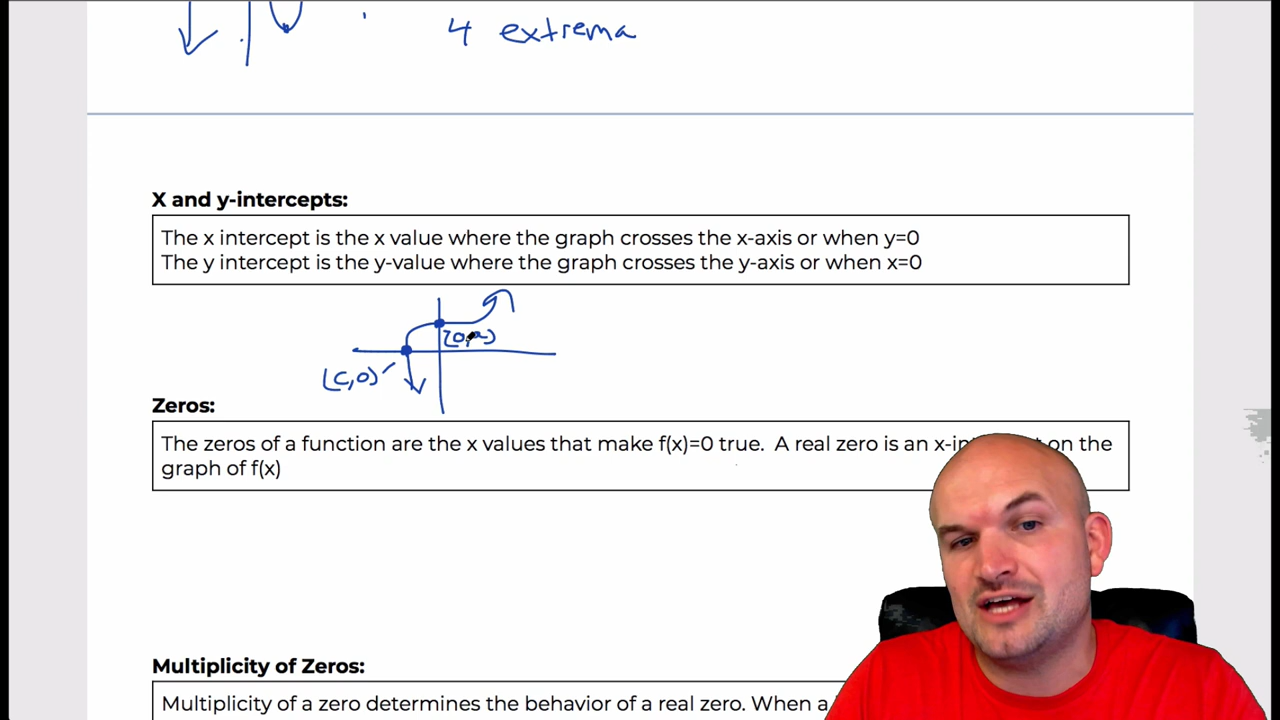 4 extrema
X and y-intercepts:
The x intercept is the x value where the graph crosses the x-axis or when y=0
The y intercept is the y-value where the graph crosses the y-axis or when x=0
(0,
(c,0)
Zeros:
The zeros of a function are the x values that make f(x)=0 true. A real zero is an on the
graph of f(x)
Multiplicity of Zeros:
Multiplicity of a zero determines the behavior of a real zero. When a